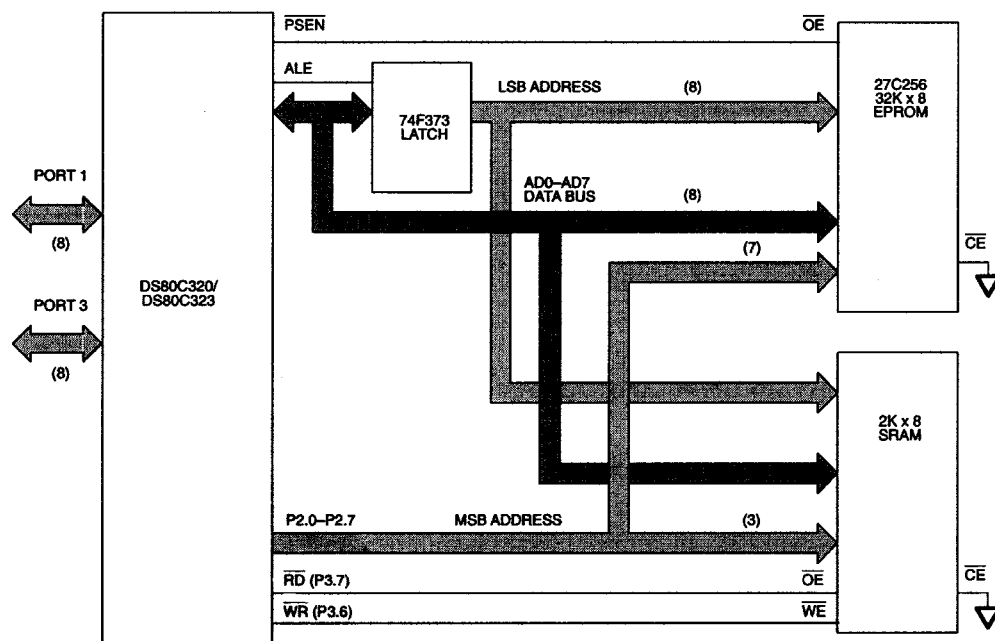 PSEN
OE
ALE
LSB ADDRESS
(8)
27C256
32K x 8
EPROM
74F373
LATCH
PORT 1
AD0–AD7
DATA BUS
(8)
(8)
(7)
CE
DS80C320/
DS80C323
PORT 3
(8)
2K x 8
SRAM
P2.0–P2.7
MSB ADDRESS
(3)
RD (P3.7)
OE
CE
WR (P3.6)
WE